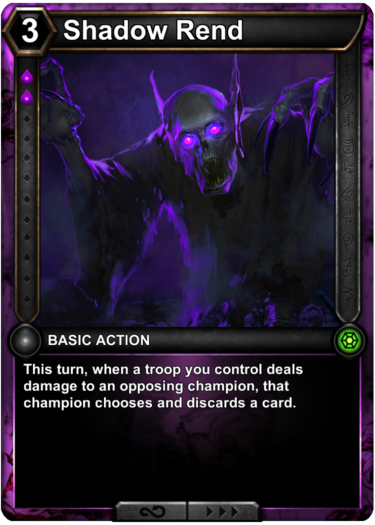 3 Shadow Rend
BASIC ACTION
This turn, when a troop you control deals
damage to an opposing champion, that
champion chooses and discards a card.